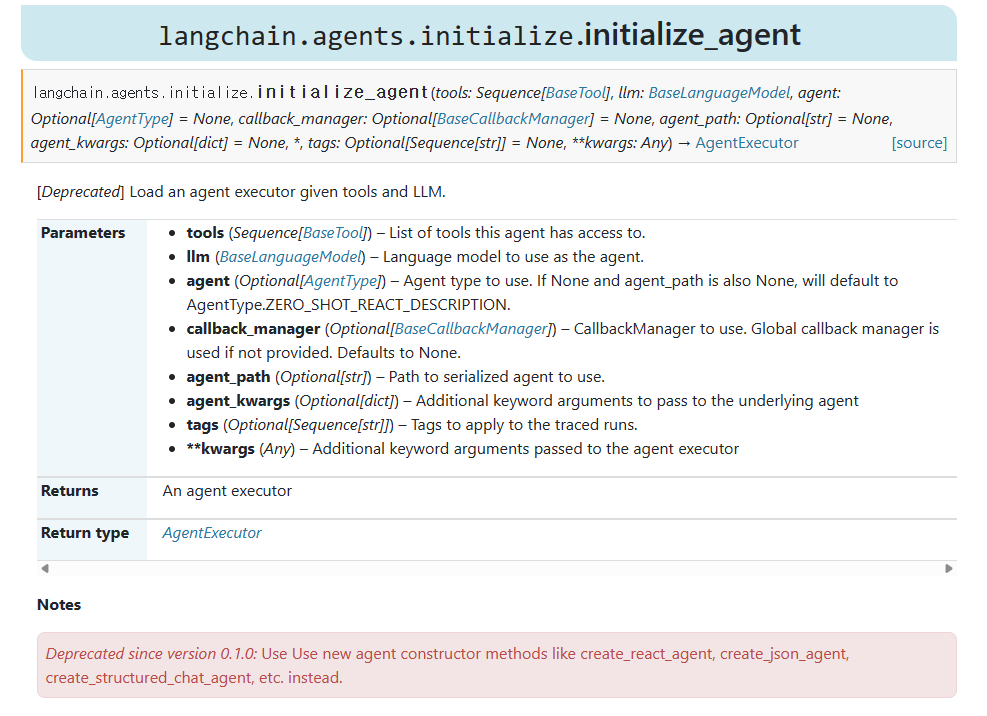 langchain.agents.initialize.initialize_agent
langchain.agents.initialize.initialize_agent(tools: Sequence[BaseTool], llm: BaseLanguageModel, agent:
Optional[AgentType] = None, callback_manager: Optional[BaseCallbackManager] = None, agent_path: Optional[str] = None,
agent_kwargs: Optional[dict] = None, *, tags: Optional[Sequence[str]] = None, **kwargs: Any) → AgentExecutor [source]
[Deprecated] Load an agent executor given tools and LLM.
Parameters
• tools (Sequence[BaseTool]) – List of tools this agent has access to.
• llm (BaseLanguageModel) – Language model to use as the agent.
• agent (Optional[AgentType]) – Agent type to use. If None and agent_path is also None, will default to
AgentType.ZERO_SHOT_REACT_DESCRIPTION.
• callback_manager (Optional[BaseCallbackManager]) – CallbackManager to use. Global callback manager is
used if not provided. Defaults to None.
• agent_path (Optional[str]) – Path to serialized agent to use.
• agent_kwargs (Optional[dict]) – Additional keyword arguments to pass to the underlying agent
• tags (Optional[Sequence[str]]) – Tags to apply to the traced runs.
• **kwargs (Any) – Additional keyword arguments passed to the agent executor
Returns An agent executor
Return type AgentExecutor
Notes
Deprecated since version 0.1.0: Use Use new agent constructor methods like create_react_agent, create_json_agent,
create_structured_chat_agent, etc. instead.